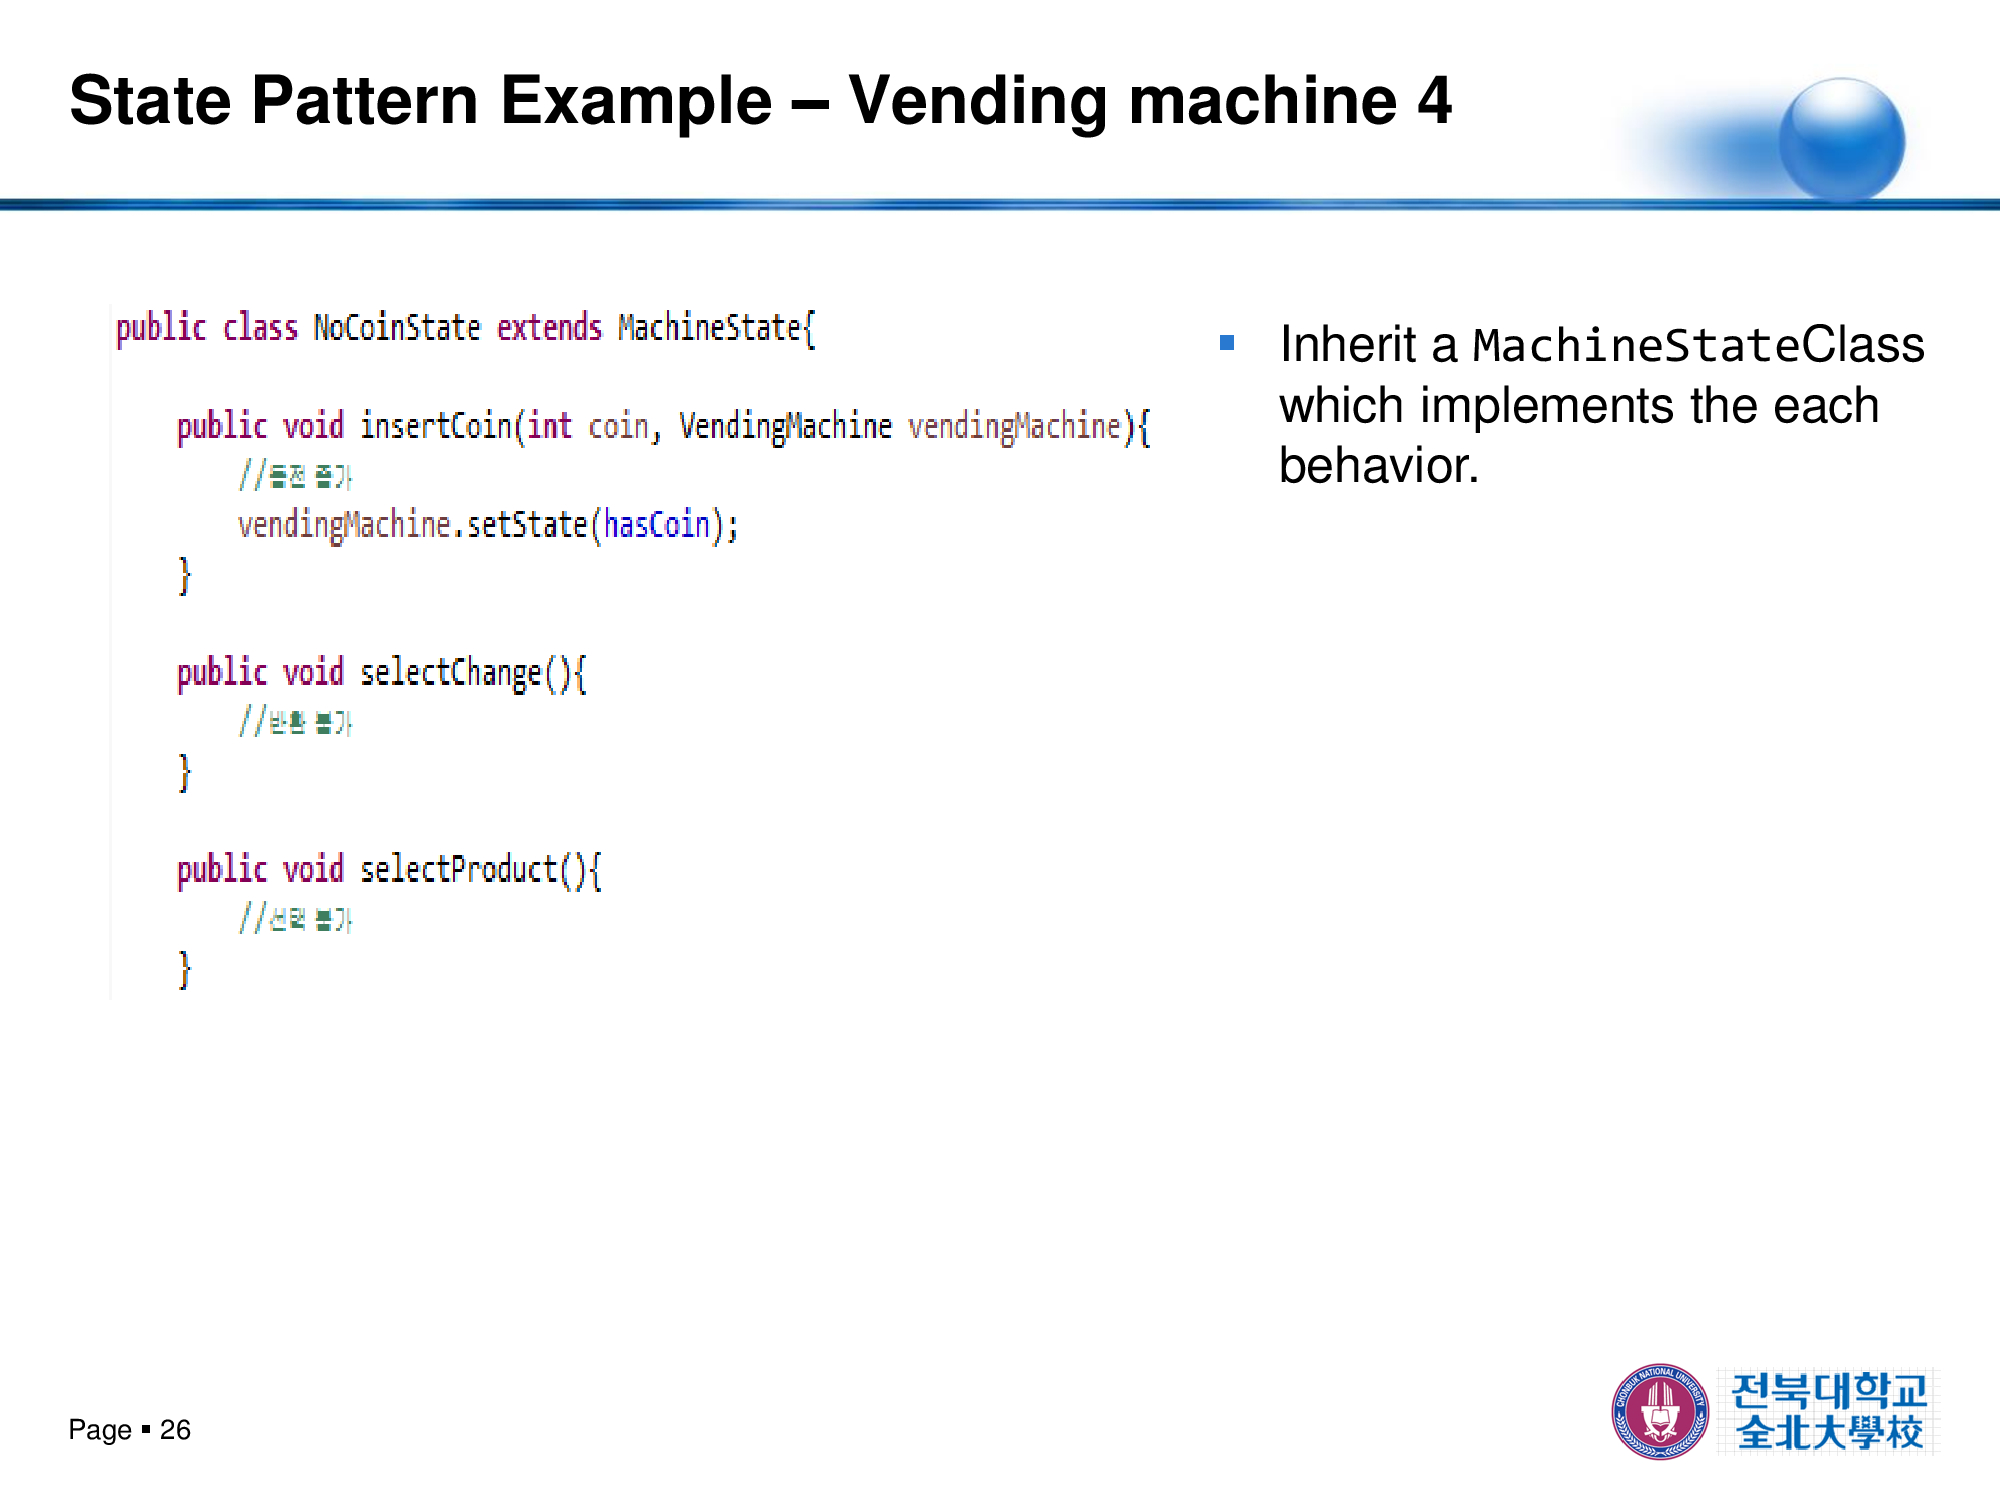 State Pattern Example – Vending machine 4
public class NoCoinState extends MachineState{
public void insertCoin(int coin, VendingMachine vendingMachine){
//동전 증가
vendingMachine.setState(hasCoin);
}
public void selectChange(){
//반환 불가
}
public void selectProduct(){
//선택 불가
}
▪ Inherit a MachineStateClass
which implements the each
behavior.
Page ▪ 26
CHONBUK NATIONAL UNIVERSITY
전북대학교
全北大學校